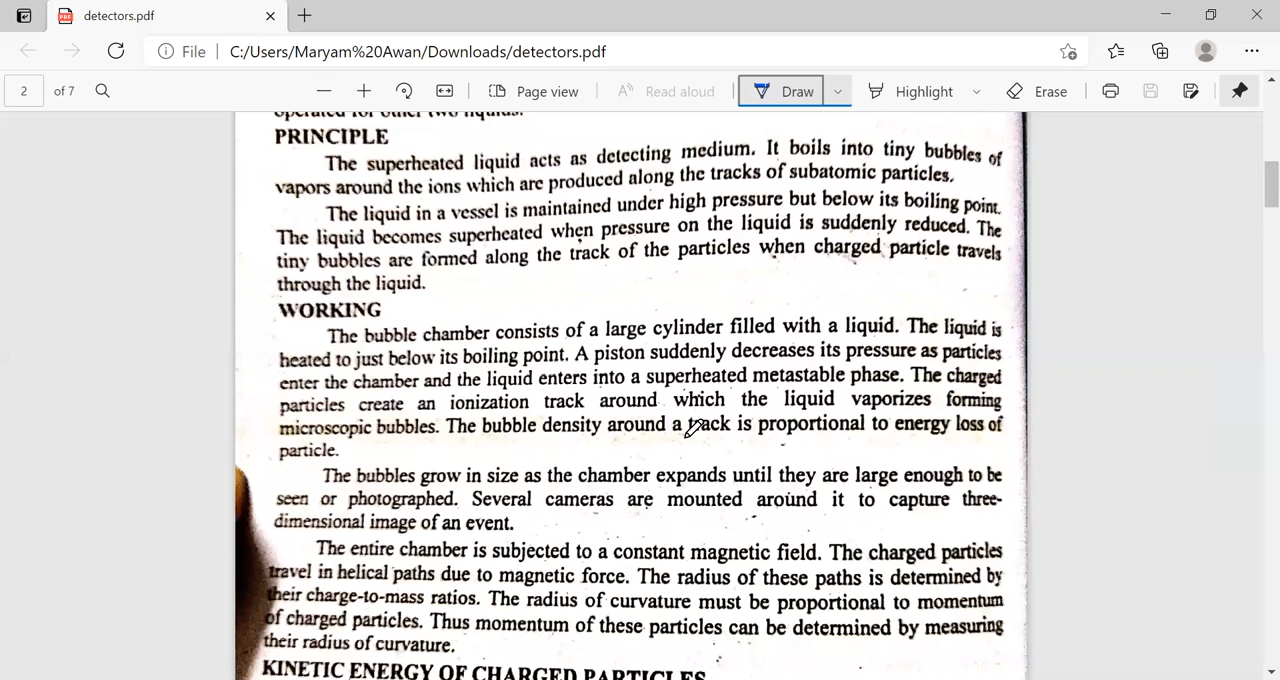 detectors.pdf
File C:/Users/Maryam%20Awan/Downloads/detectors.pdf
2 of 7 Page view Read aloud Draw Highlight Erase
operated for other two liquids.
PRINCIPLE
The superheated liquid acts as detecting medium. It boils into tiny bubbles of
vapors around the ions which are produced along the tracks of subatomic particles.
The liquid in a vessel is maintained under high pressure but below its boiling point.
The liquid becomes superheated when pressure on the liquid is suddenly reduced. The
tiny bubbles are formed along the track of the particles when charged particle travels
through the liquid.
WORKING
The bubble chamber consists of a large cylinder filled with a liquid. The liquid is
heated to just below its boiling point. A piston suddenly decreases its pressure as particles
enter the chamber and the liquid enters into a superheated metastable phase. The charged
particles create an ionization track around which the liquid vaporizes forming
microscopic bubbles. The bubble density around a track is proportional to energy loss of
particle.
The bubbles grow in size as the chamber expands until they are large enough to be
seen or photographed. Several cameras are mounted around it to capture three-
dimensional image of an event.
The entire chamber is subjected to a constant magnetic field. The charged particles
travel in helical paths due to magnetic force. The radius of these paths is determined by
their charge-to-mass ratios. The radius of curvature must be proportional to momentum
of charged particles. Thus momentum of these particles can be determined by measuring
their radius of curvature.
KINETIC ENERGY OF CHARGED PARTICLES